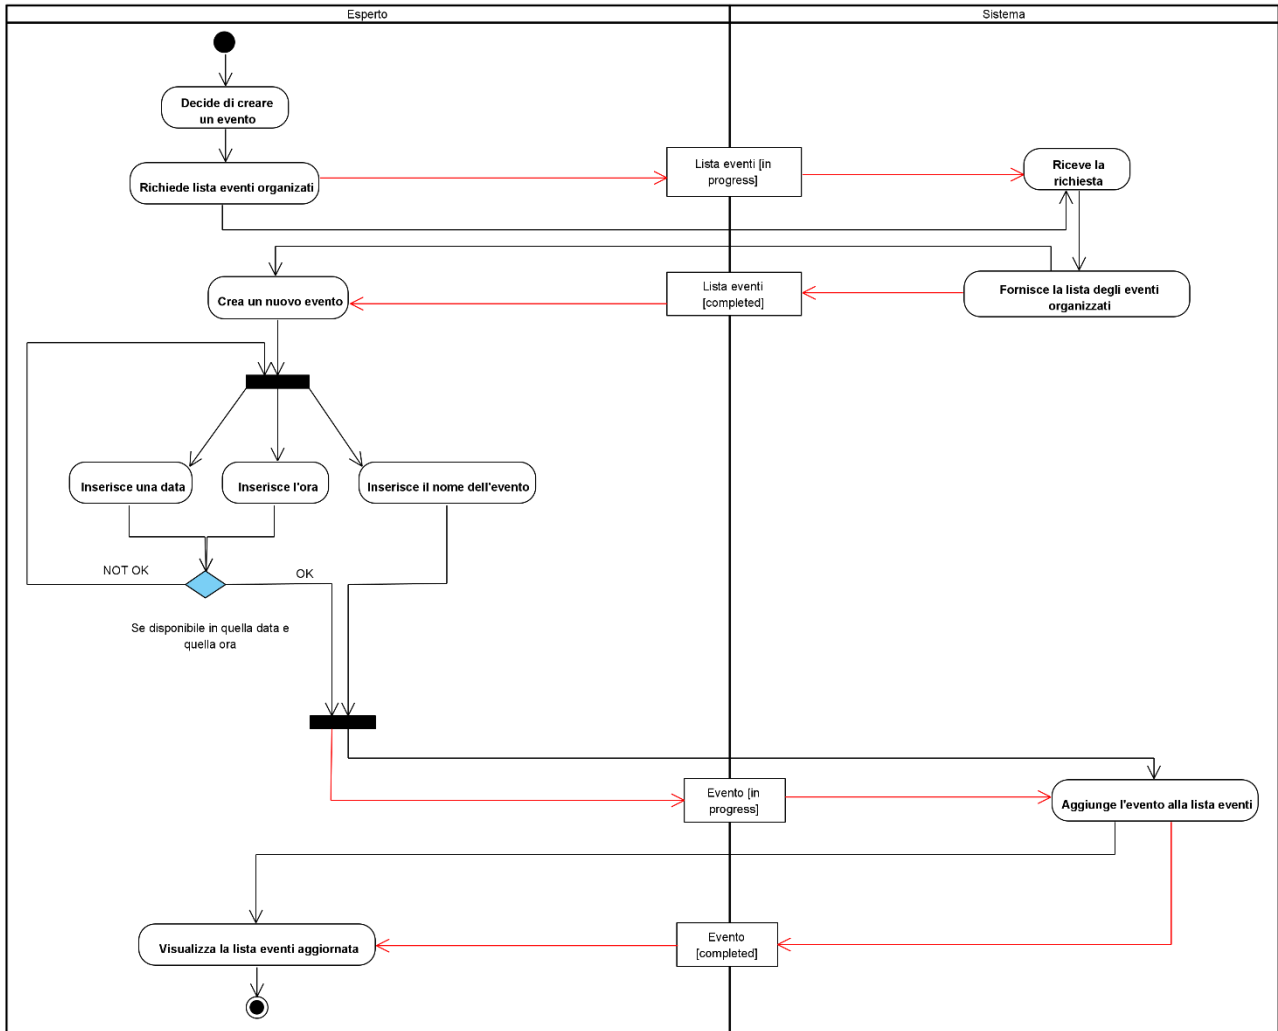 Esperto
Sistema
Decide di creare
un evento
Richiede lista eventi organizati
Lista eventi [in
progress]
Riceve la
richiesta
Crea un nuovo evento
Lista eventi
[completed]
Fornisce la lista degli eventi
organizzati
Inserisce una data
Inserisce l'ora
Inserisce il nome dell'evento
NOT OK
OK
Se disponibile in quella data e
quella ora
Evento [in
progress]
Aggiunge l'evento alla lista eventi
Visualizza la lista eventi aggiornata
Evento
[completed]